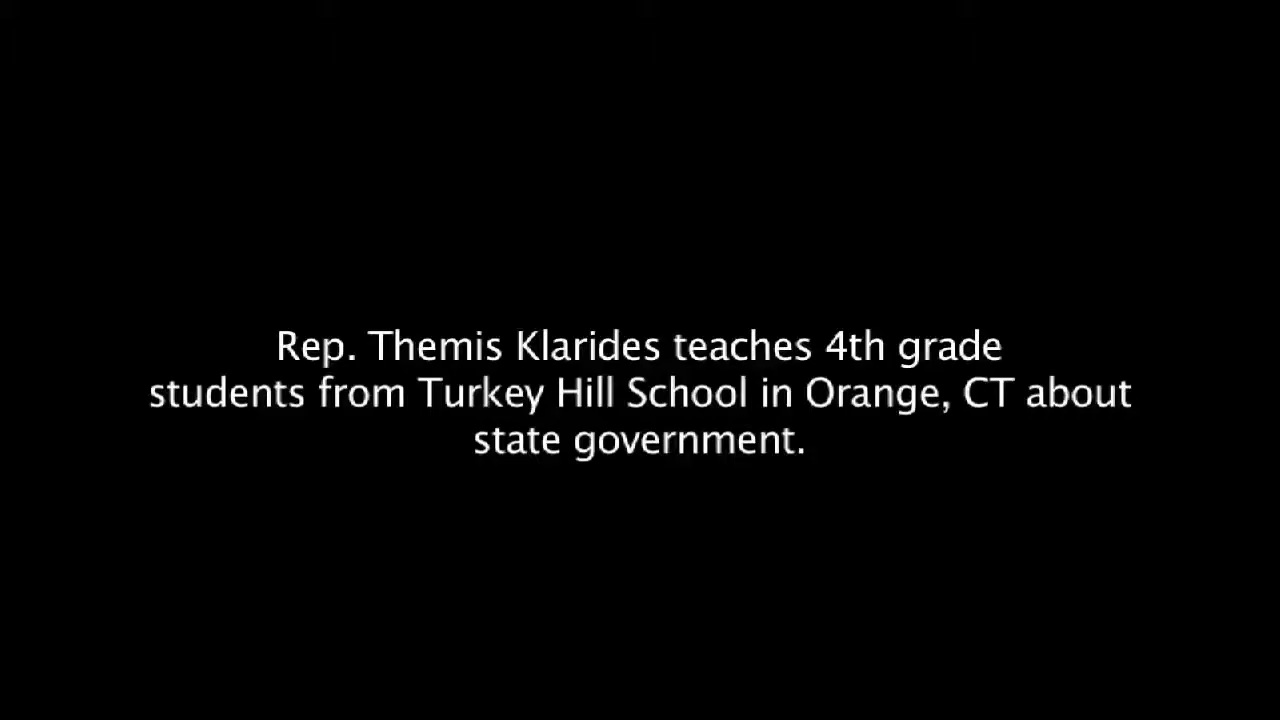 Rep. Themis Klarides teaches 4th grade
students from Turkey Hill School in Orange, CT about
state government.